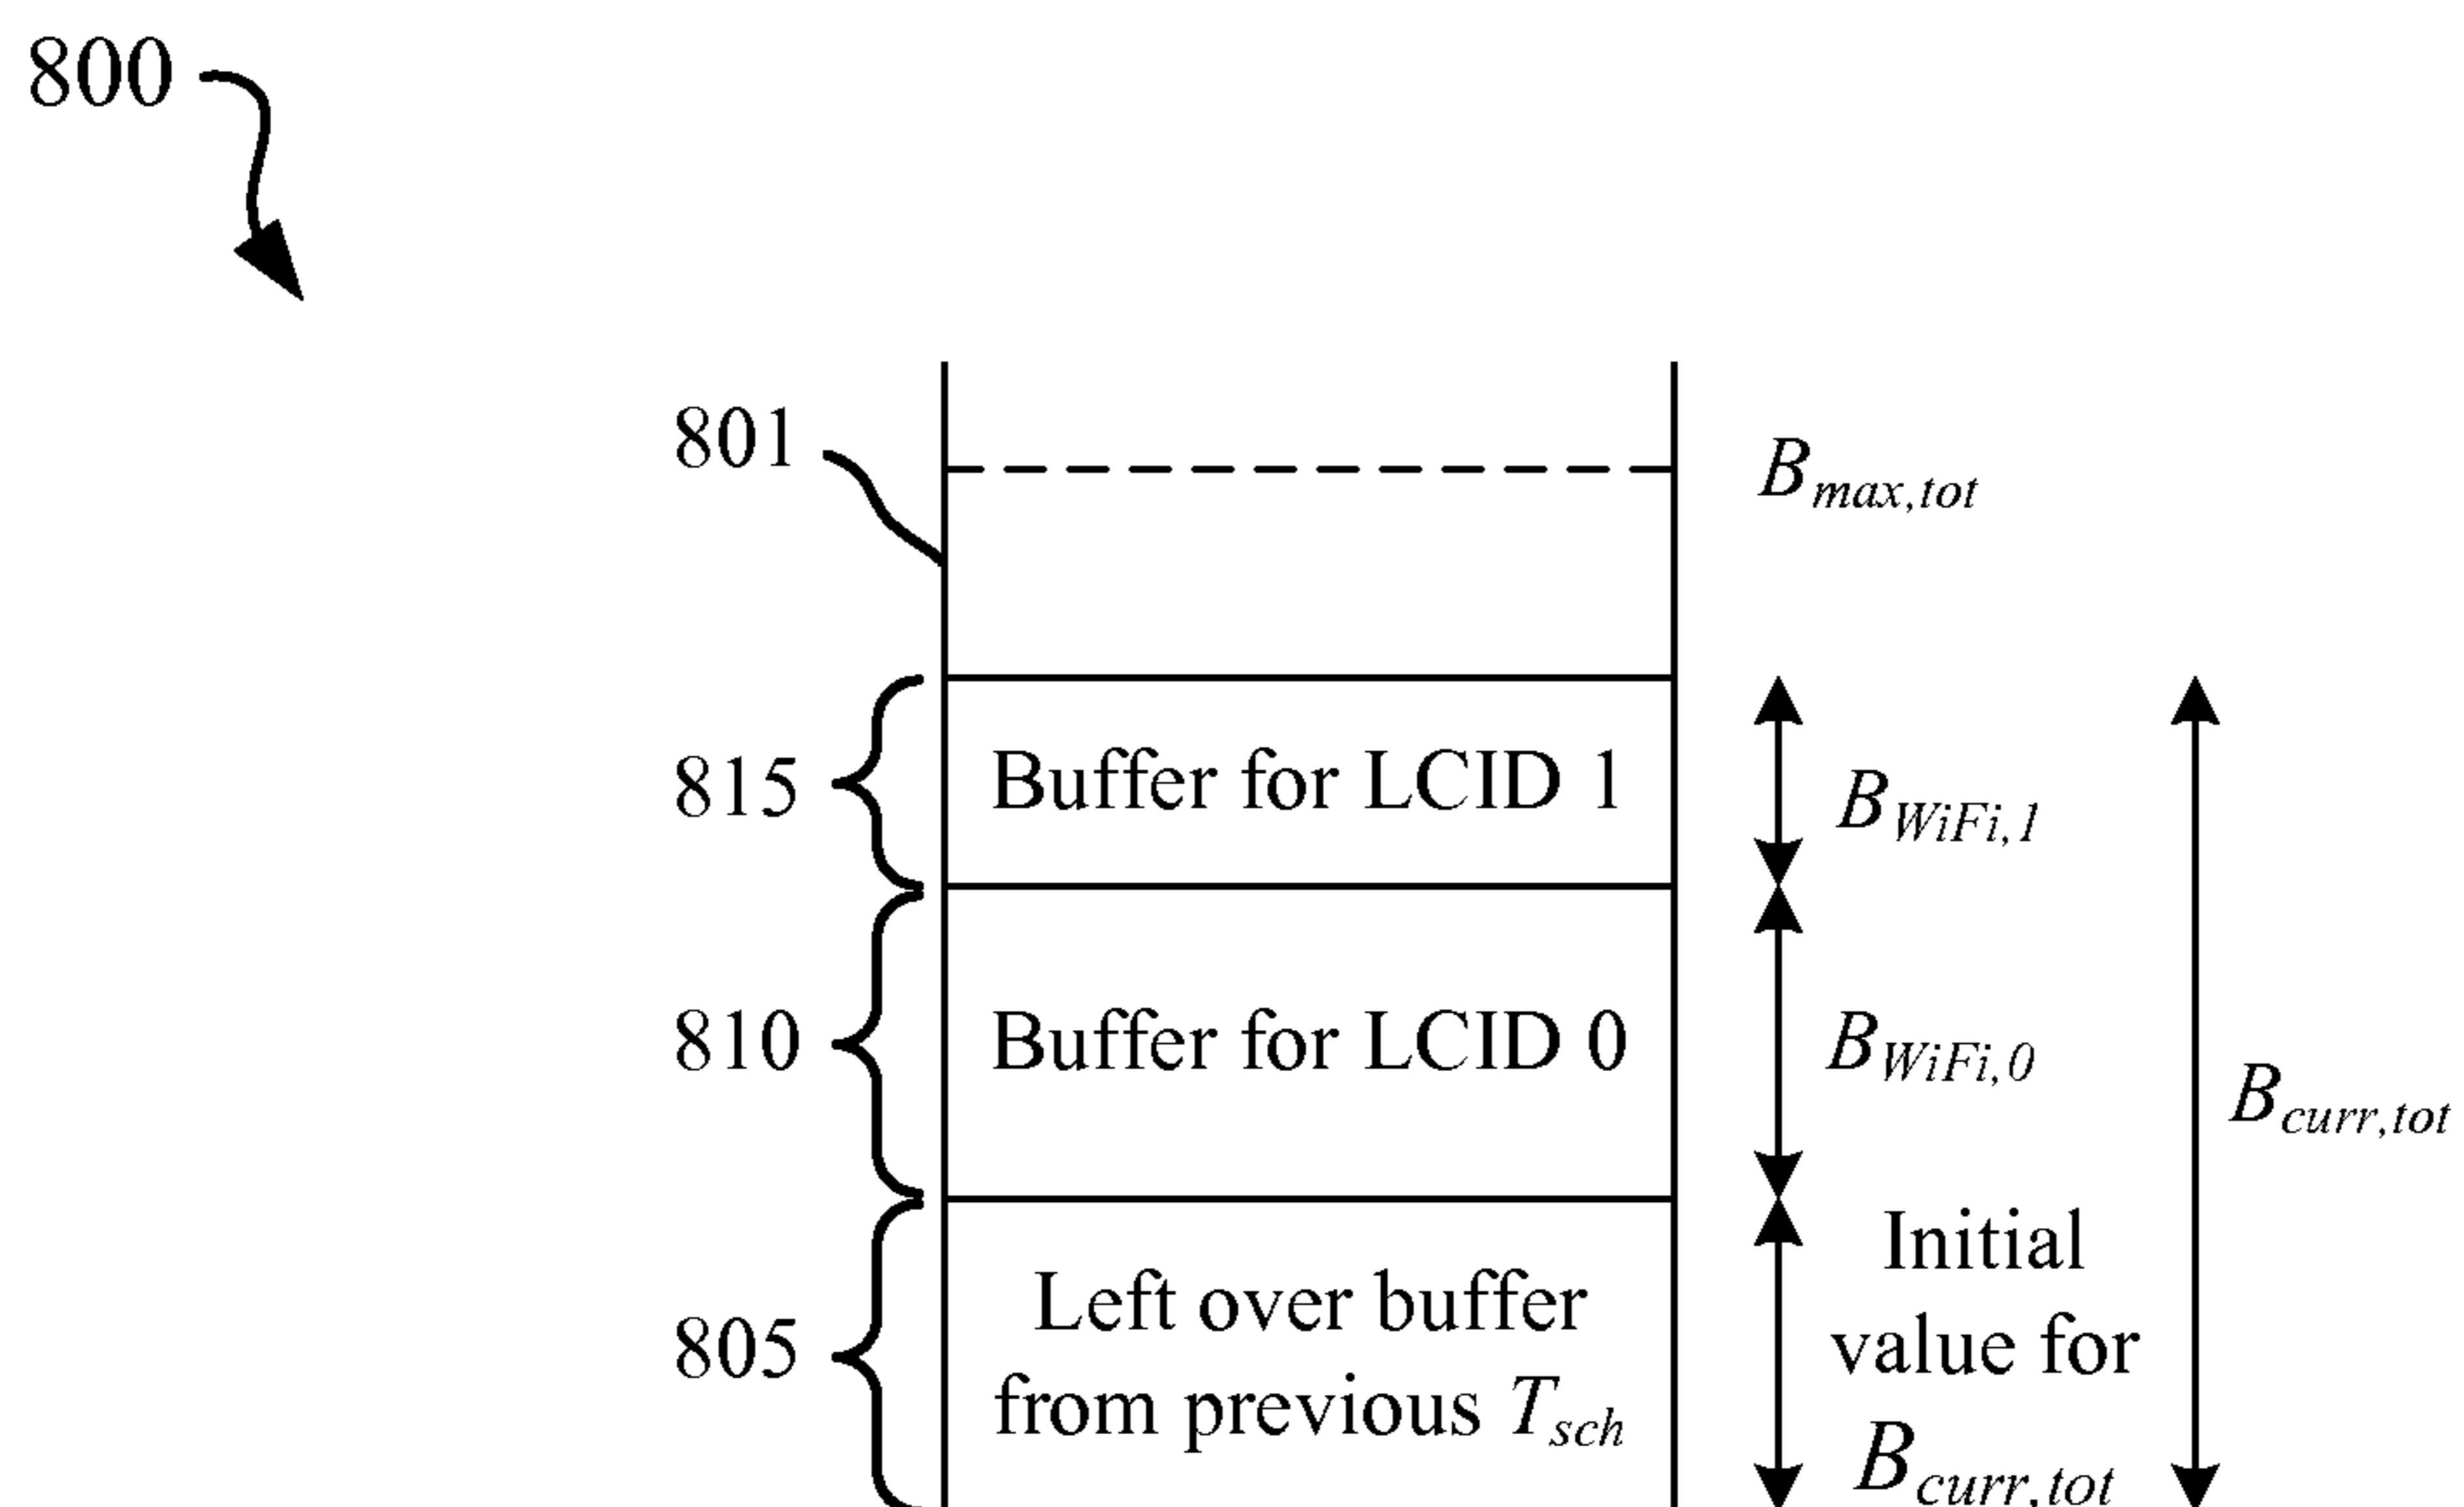 800
801
B_max,tot
815
Buffer for LCID 1
B_WiFi,1
810
Buffer for LCID 0
B_WiFi,0
B_curr,tot
805
Left over buffer
from previous T_sch
Initial
value for
B_curr,tot